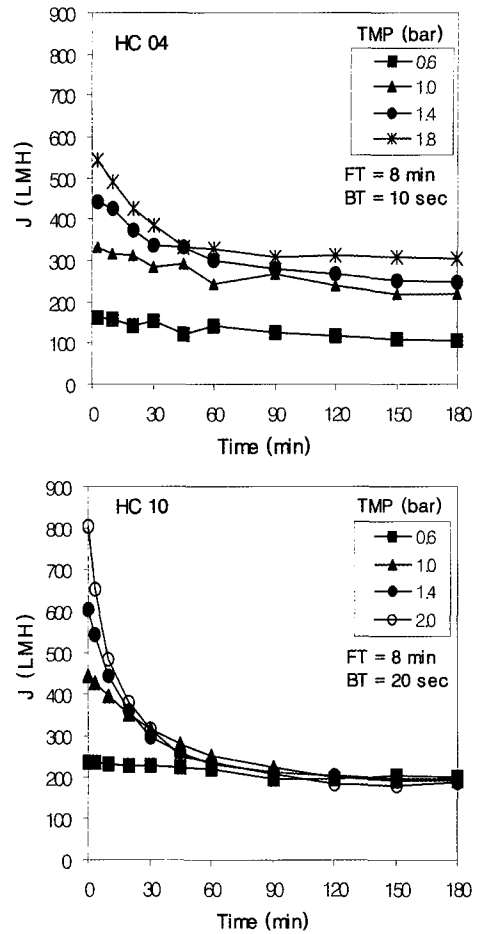 900
800
700
600
500
400
300
200
100
0
J (LMH)
HC 04
TMP (bar)
0.6
1.0
1.4
1.8
FT = 8 min
BT = 10 sec
0 30 60 90 120 150 180
Time (min)
900
800
700
600
500
400
300
200
100
0
J (LMH)
HC 10
TMP (bar)
0.6
1.0
1.4
2.0
FT = 8 min
BT = 20 sec
0 30 60 90 120 150 180
Time (min)